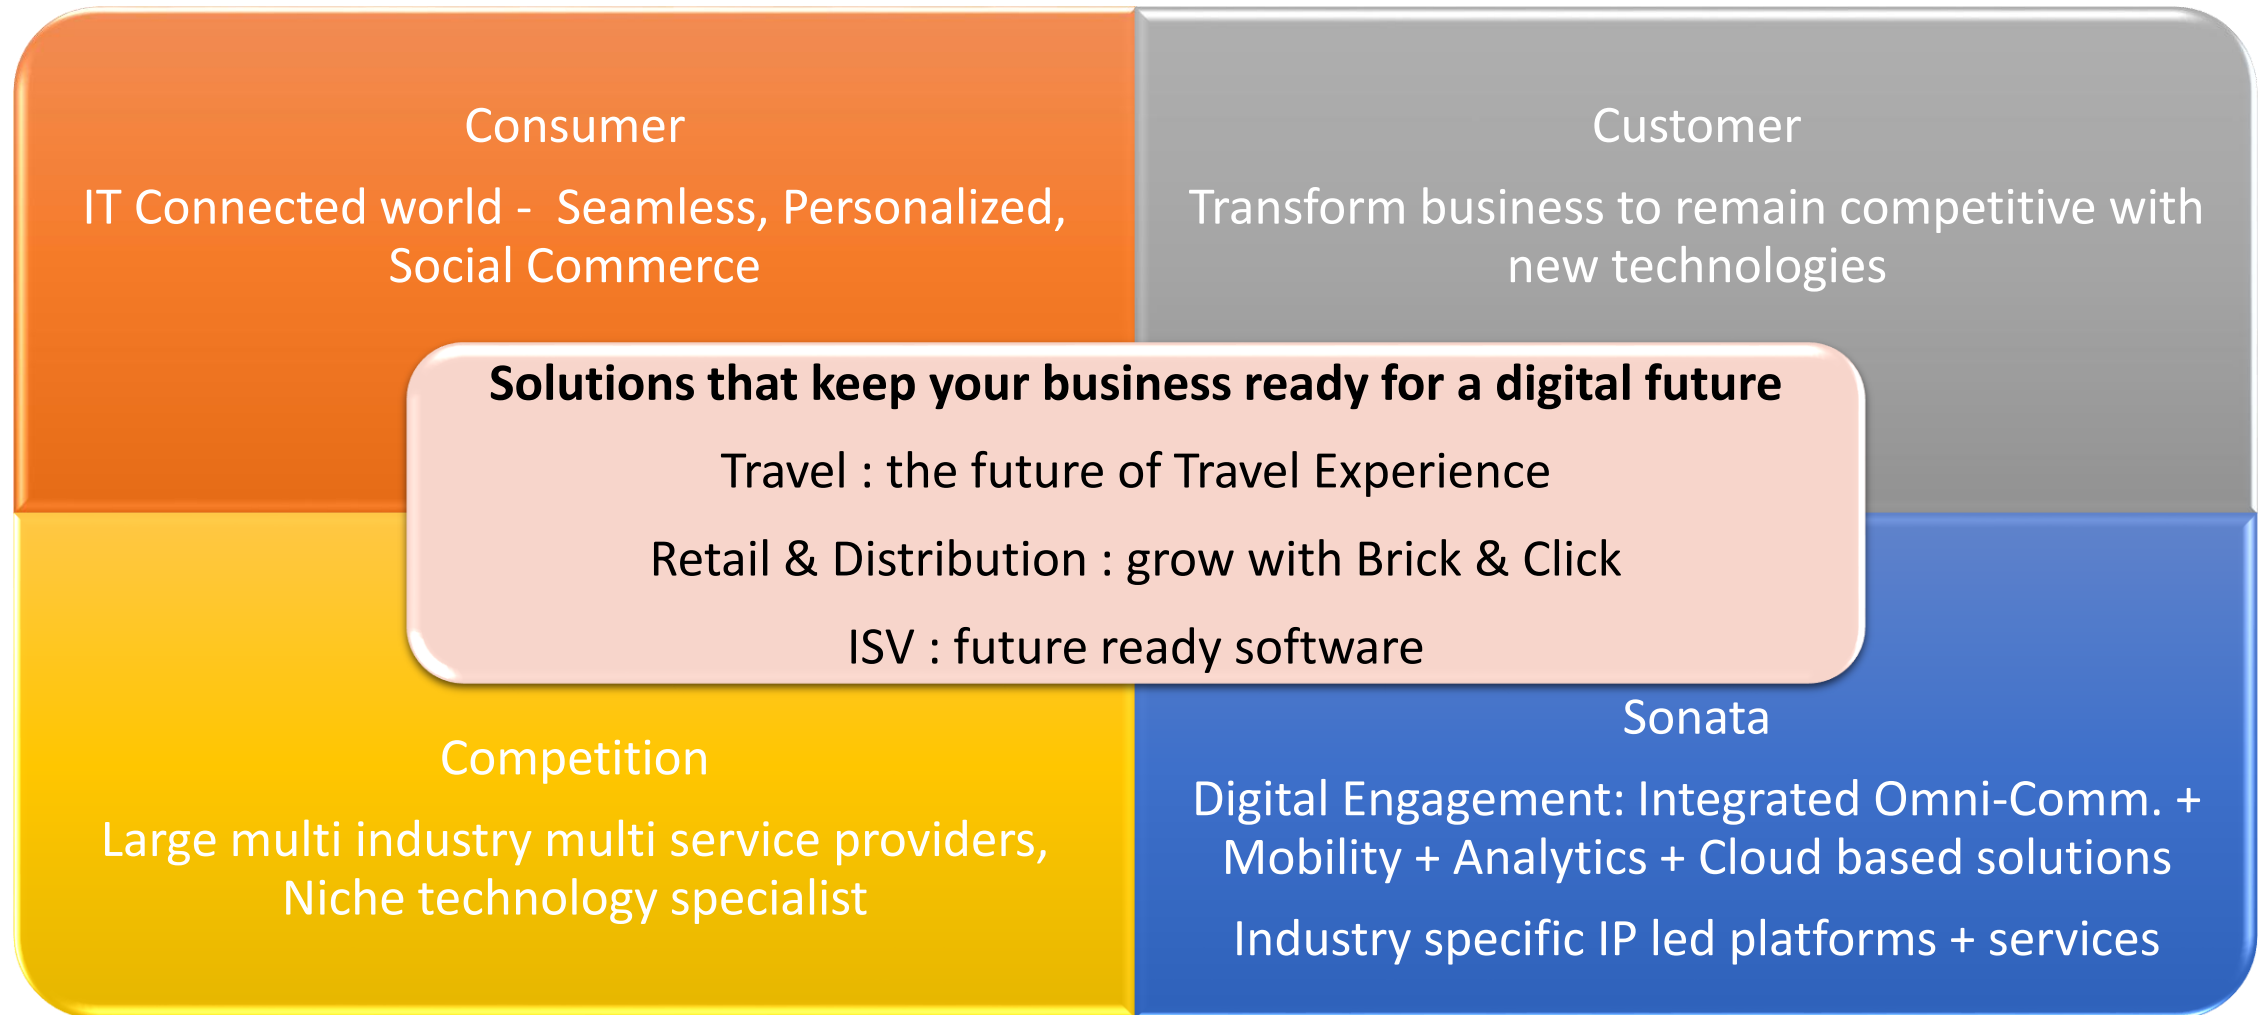 Consumer
IT Connected world -  Seamless, Personalized,
Social Commerce
Customer
Transform business to remain competitive with
new technologies
Solutions that keep your business ready for a digital future
Travel : the future of Travel Experience
Retail & Distribution : grow with Brick & Click
ISV : future ready software
Competition
Large multi industry multi service providers,
Niche technology specialist
Sonata
Digital Engagement: Integrated Omni-Comm. +
Mobility + Analytics + Cloud based solutions
Industry specific IP led platforms + services